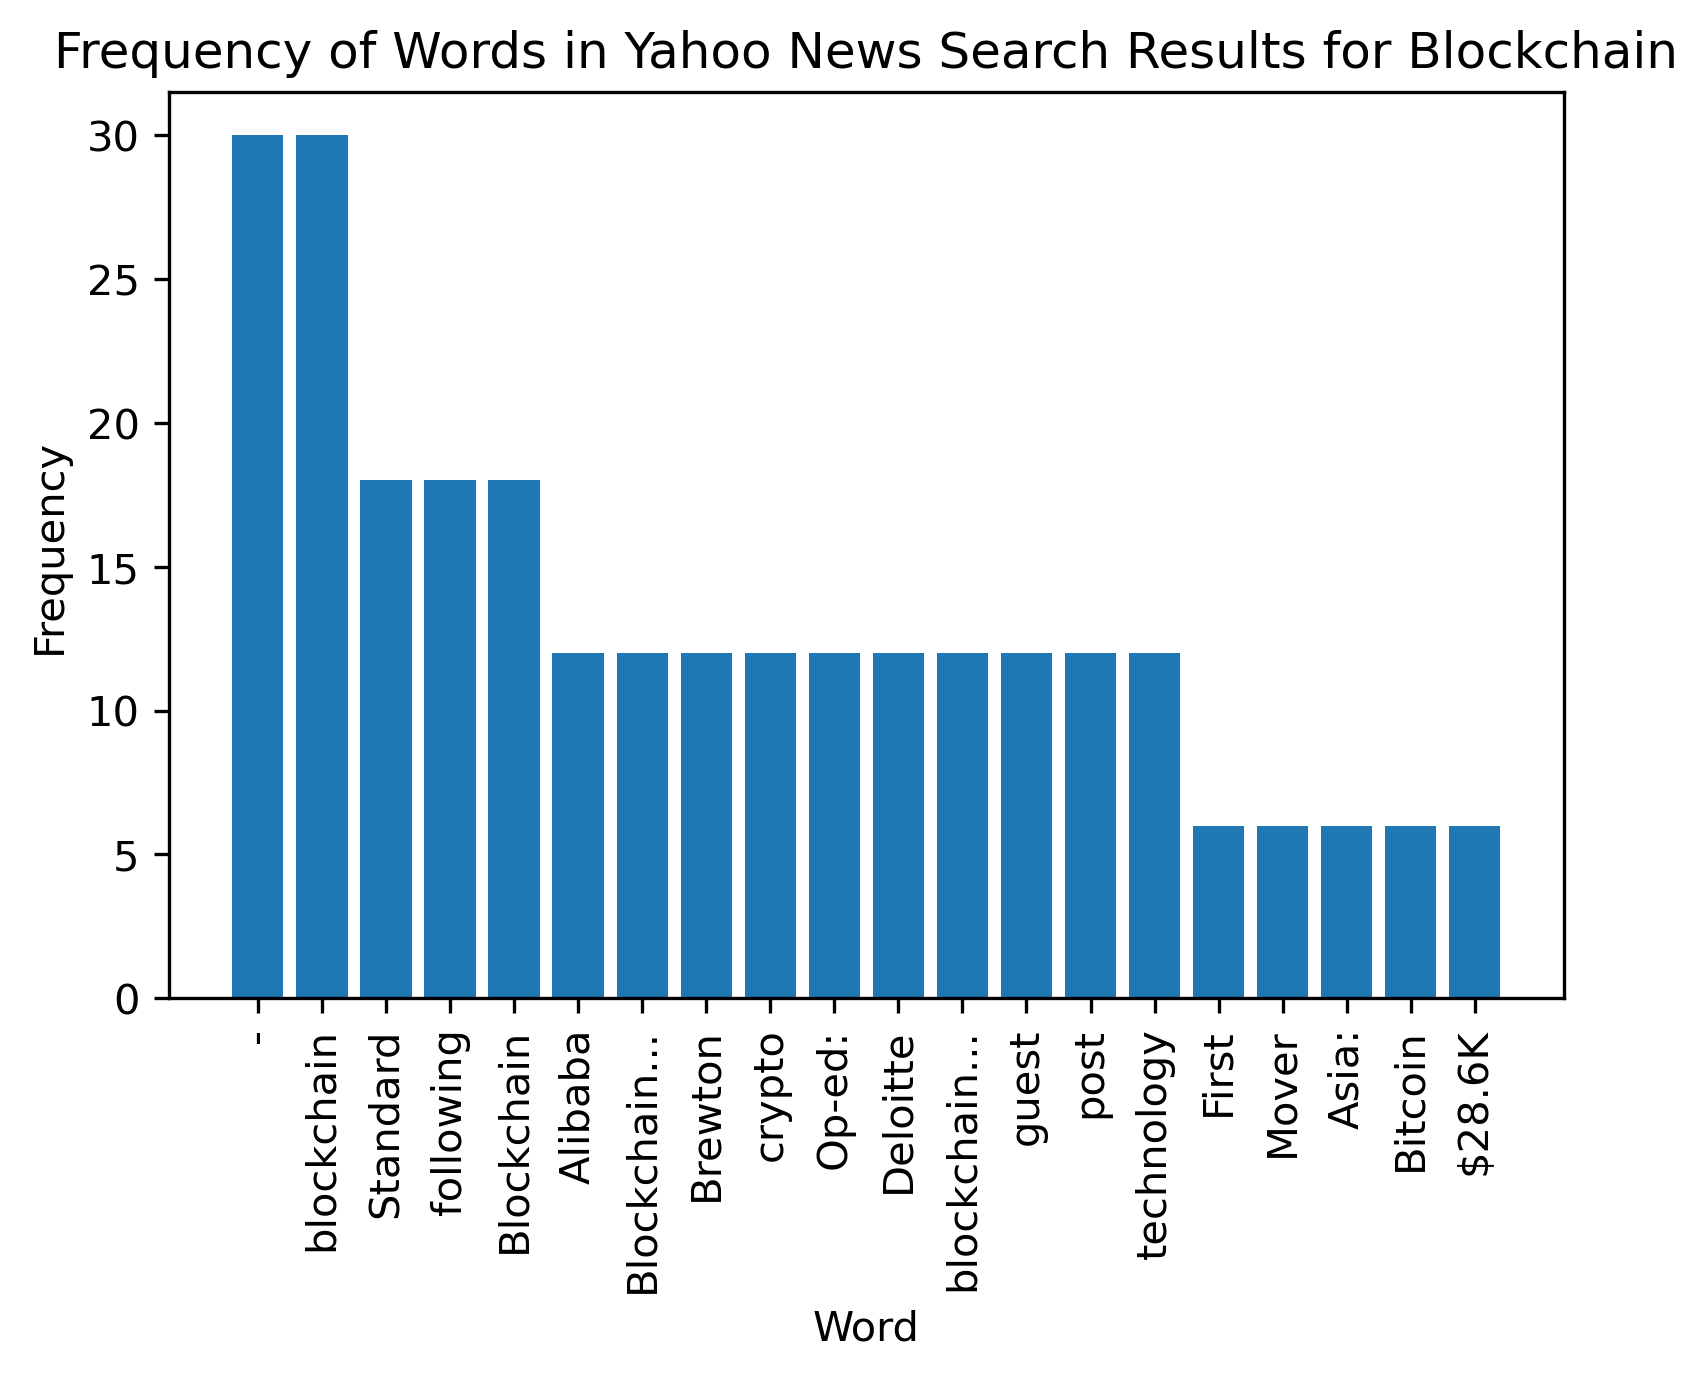 Frequency of Words in Yahoo News Search Results for Blockchain
Frequency
30
25
20
15
10
5
0
-
blockchain
Standard
following
Blockchain
Alibaba
Blockchain...
Brewton
crypto
Op-ed:
Deloitte
blockchain...
guest
post
technology
First
Mover
Asia:
Bitcoin
$28.6K
Word